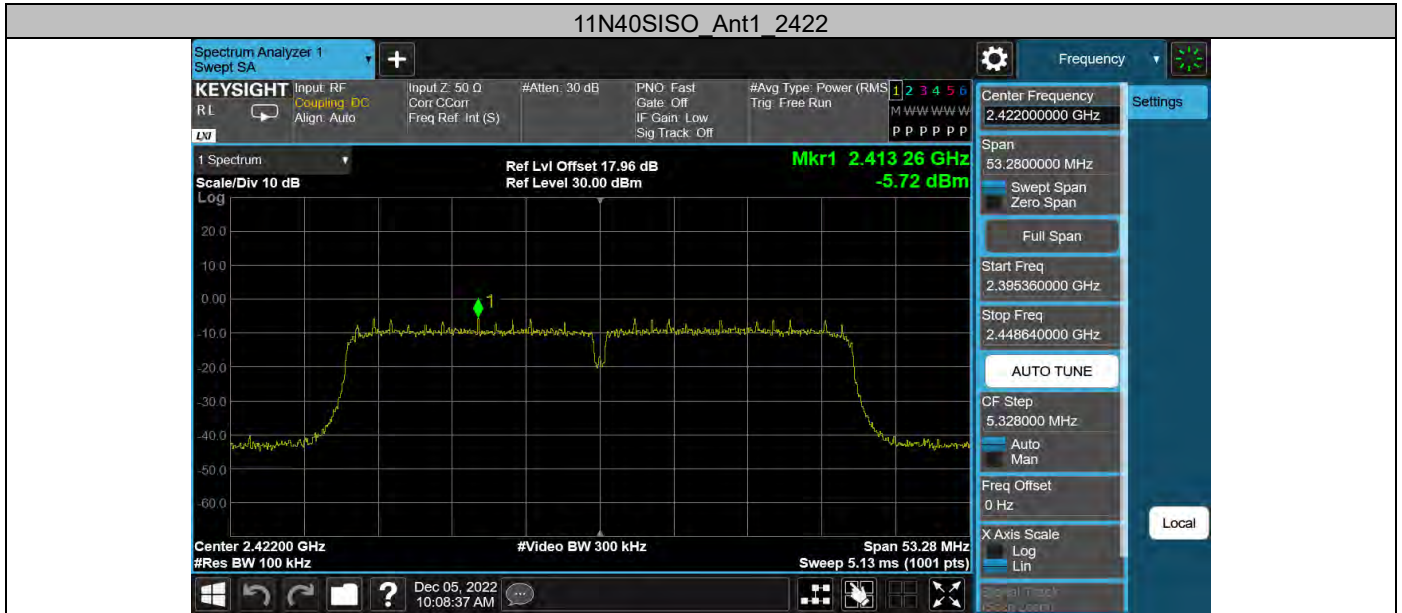 11N40SISO_Ant1_2422
Spectrum Analyzer 1
Swept SA
Frequency
KEYSIGHT
RL
LXI
Input: RF
Coupling: DC
Align: Auto
Input Z: 50 Ω
Corr CCorr
Freq Ref: Int (S)
#Atten: 30 dB
PNO: Fast
Gate: Off
IF Gain: Low
Sig Track: Off
#Avg Type: Power (RMS
Trig: Free Run
1 2 3 4 5 6
M W W W W W
P P P P P P
1 Spectrum
Scale/Div 10 dB
Ref Lvl Offset 17.96 dB
Ref Level 30.00 dBm
Mkr1 2.413 26 GHz
-5.72 dBm
Log
20.0
10.0
0.00
-10.0
-20.0
-30.0
-40.0
-50.0
-60.0
1
Center 2.42200 GHz
#Res BW 100 kHz
#Video BW 300 kHz
Span 53.28 MHz
Sweep 5.13 ms (1001 pts)
Dec 05, 2022
10:08:37 AM
Center Frequency
2.422000000 GHz
Span
53.2800000 MHz
Swept Span
Zero Span
Full Span
Start Freq
2.395360000 GHz
Stop Freq
2.448640000 GHz
AUTO TUNE
CF Step
5.328000 MHz
Auto
Man
Freq Offset
0 Hz
X Axis Scale
Log
Lin
Signal Track
(Span Zoom)
Settings
Local